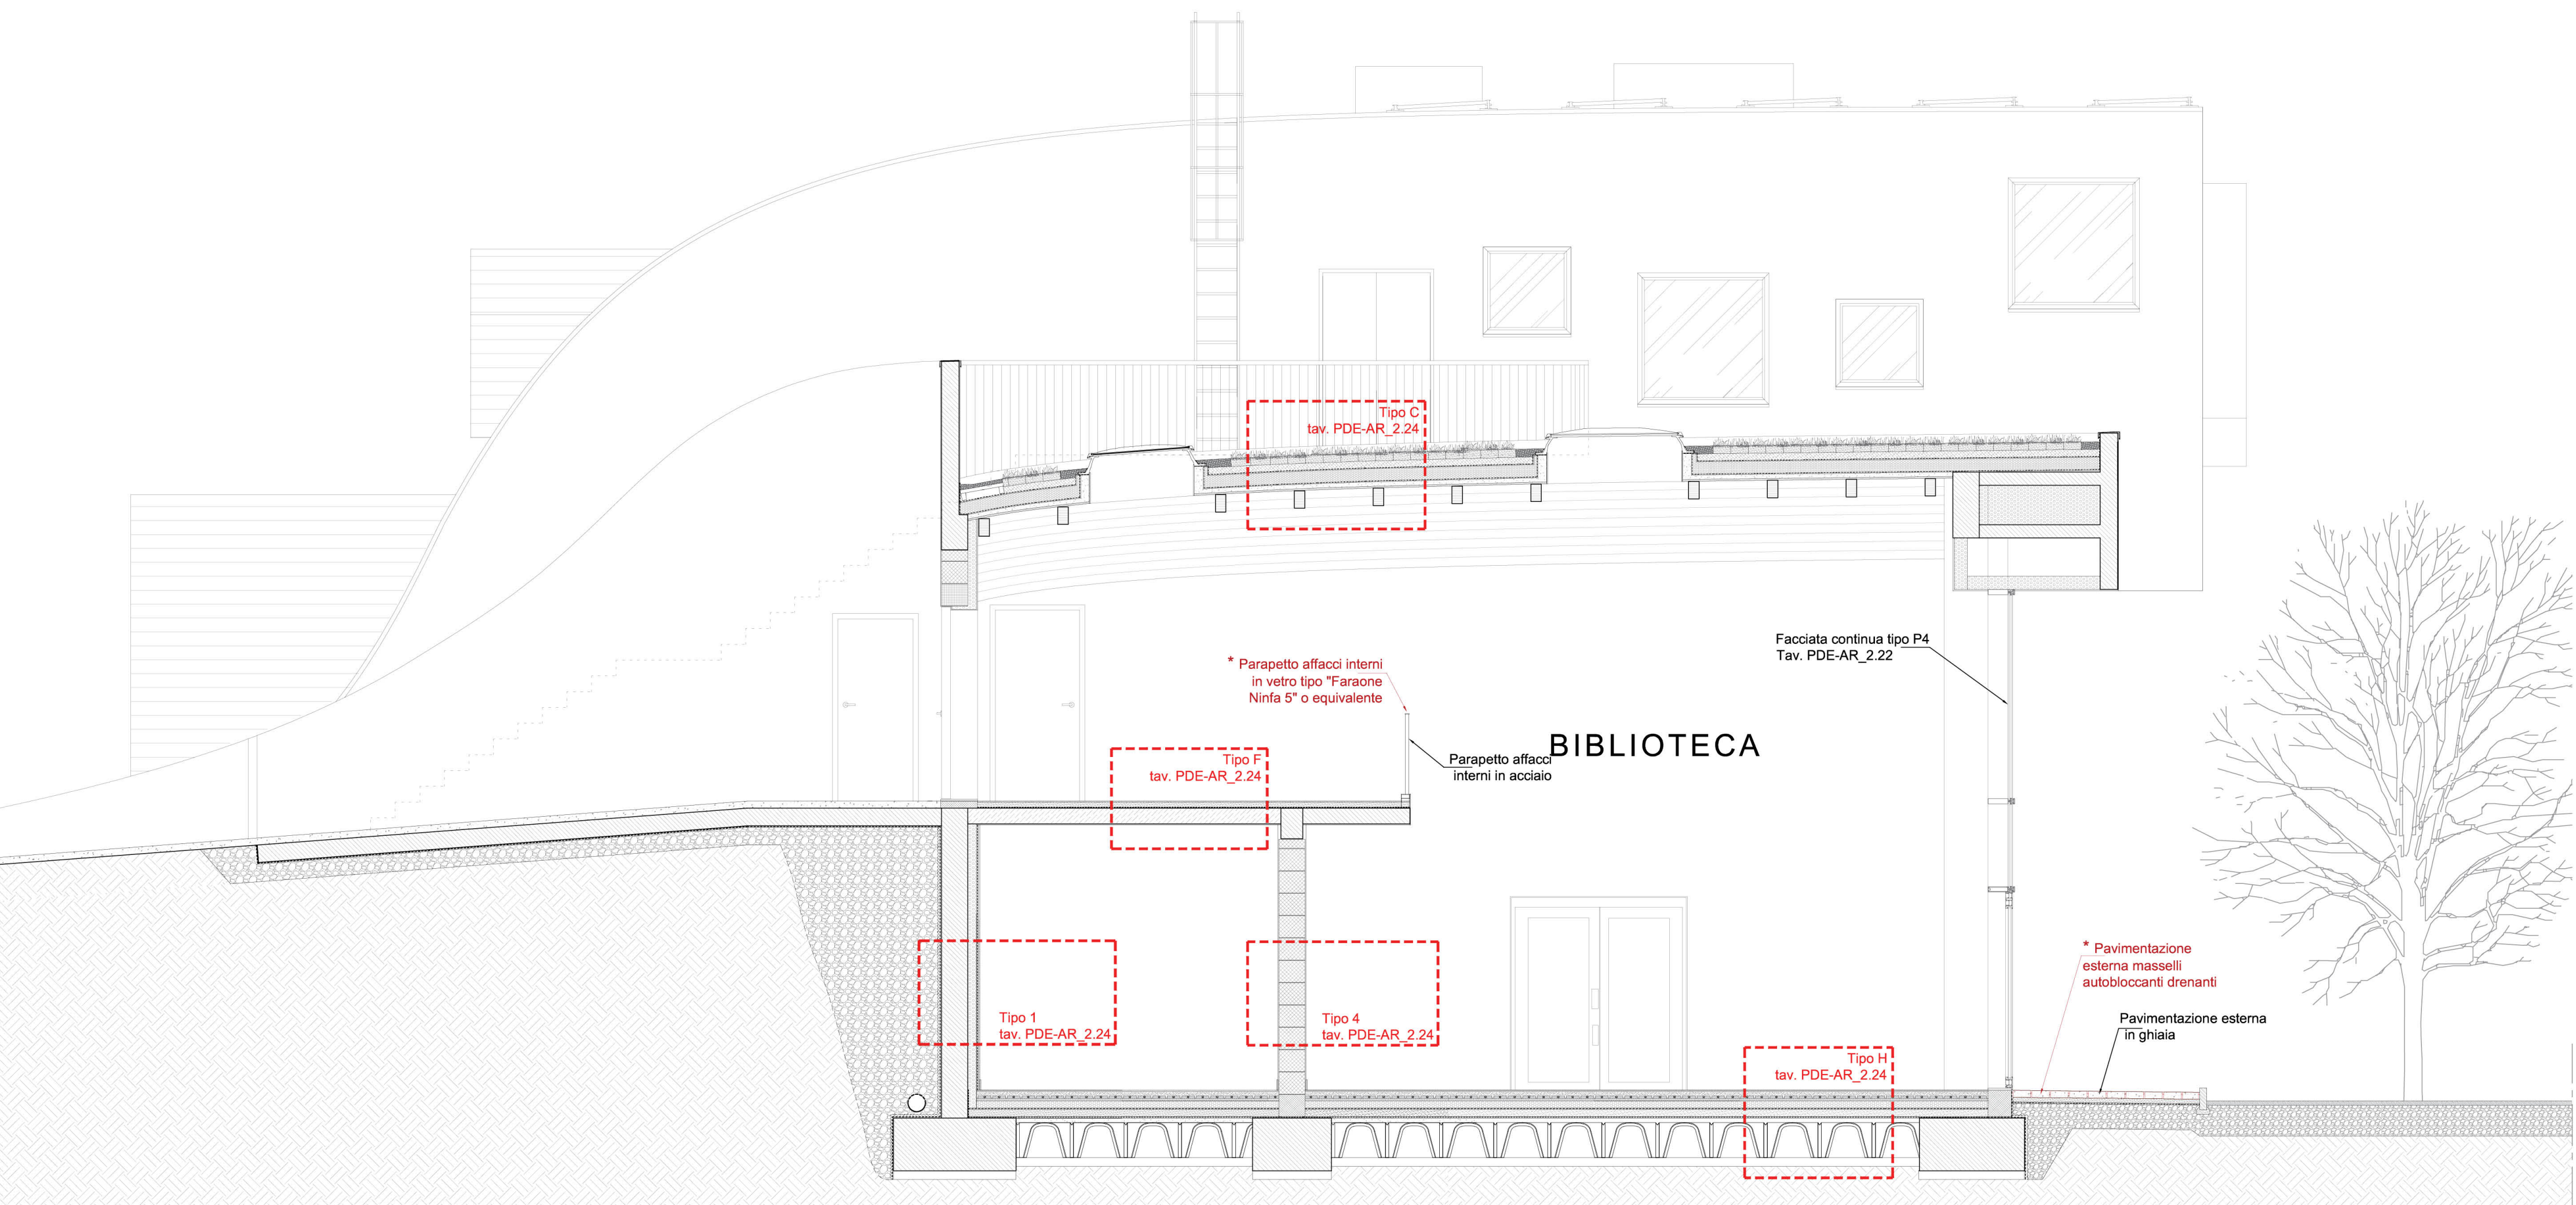 Tipo C
tav. PDE-AR_2.24
Facciata continua tipo P4
Tav. PDE-AR_2.22
* Parapetto affacci interni
in vetro tipo "Faraone
Ninfa 5" o equivalente
BIBLIOTECA
Parapetto affacci
interni in acciaio
Tipo F
tav. PDE-AR_2.24
* Pavimentazione
esterna masselli
autobloccanti drenanti
Pavimentazione esterna
in ghiaia
Tipo 1
tav. PDE-AR_2.24
Tipo 4
tav. PDE-AR_2.24
Tipo H
tav. PDE-AR_2.24